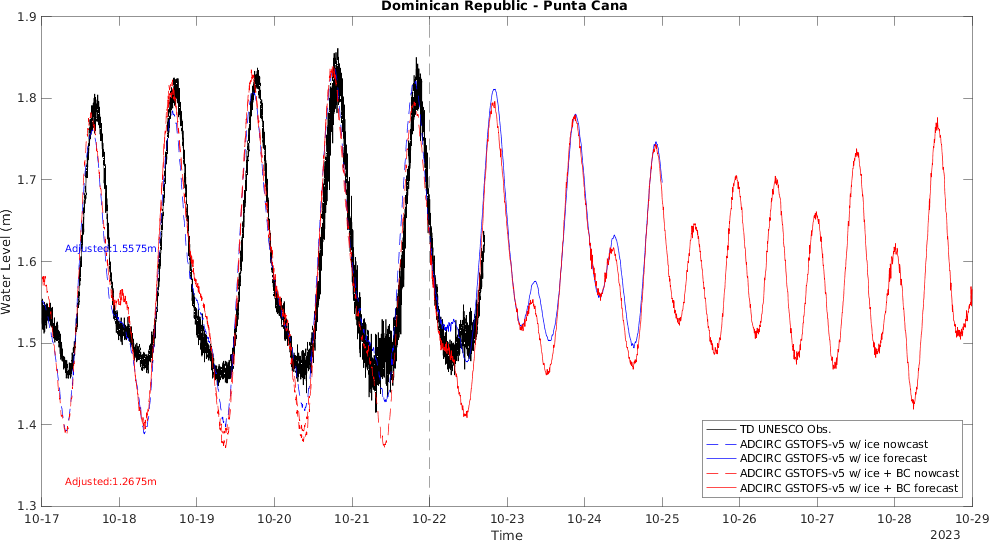 Dominican Republic - Punta Cana
1.9
1.8
1.7
1.6
1.5
1.4
1.3
Water Level (m)
Adjusted:1.5575m
Adjusted:1.2675m
TD UNESCO Obs.
ADCIRC GSTOFS-v5 w/ ice nowcast
ADCIRC GSTOFS-v5 w/ ice forecast
ADCIRC GSTOFS-v5 w/ ice + BC nowcast
ADCIRC GSTOFS-v5 w/ ice + BC forecast
10-17 10-18 10-19 10-20 10-21 10-22 10-23 10-24 10-25 10-26 10-27 10-28 10-29
Time
2023